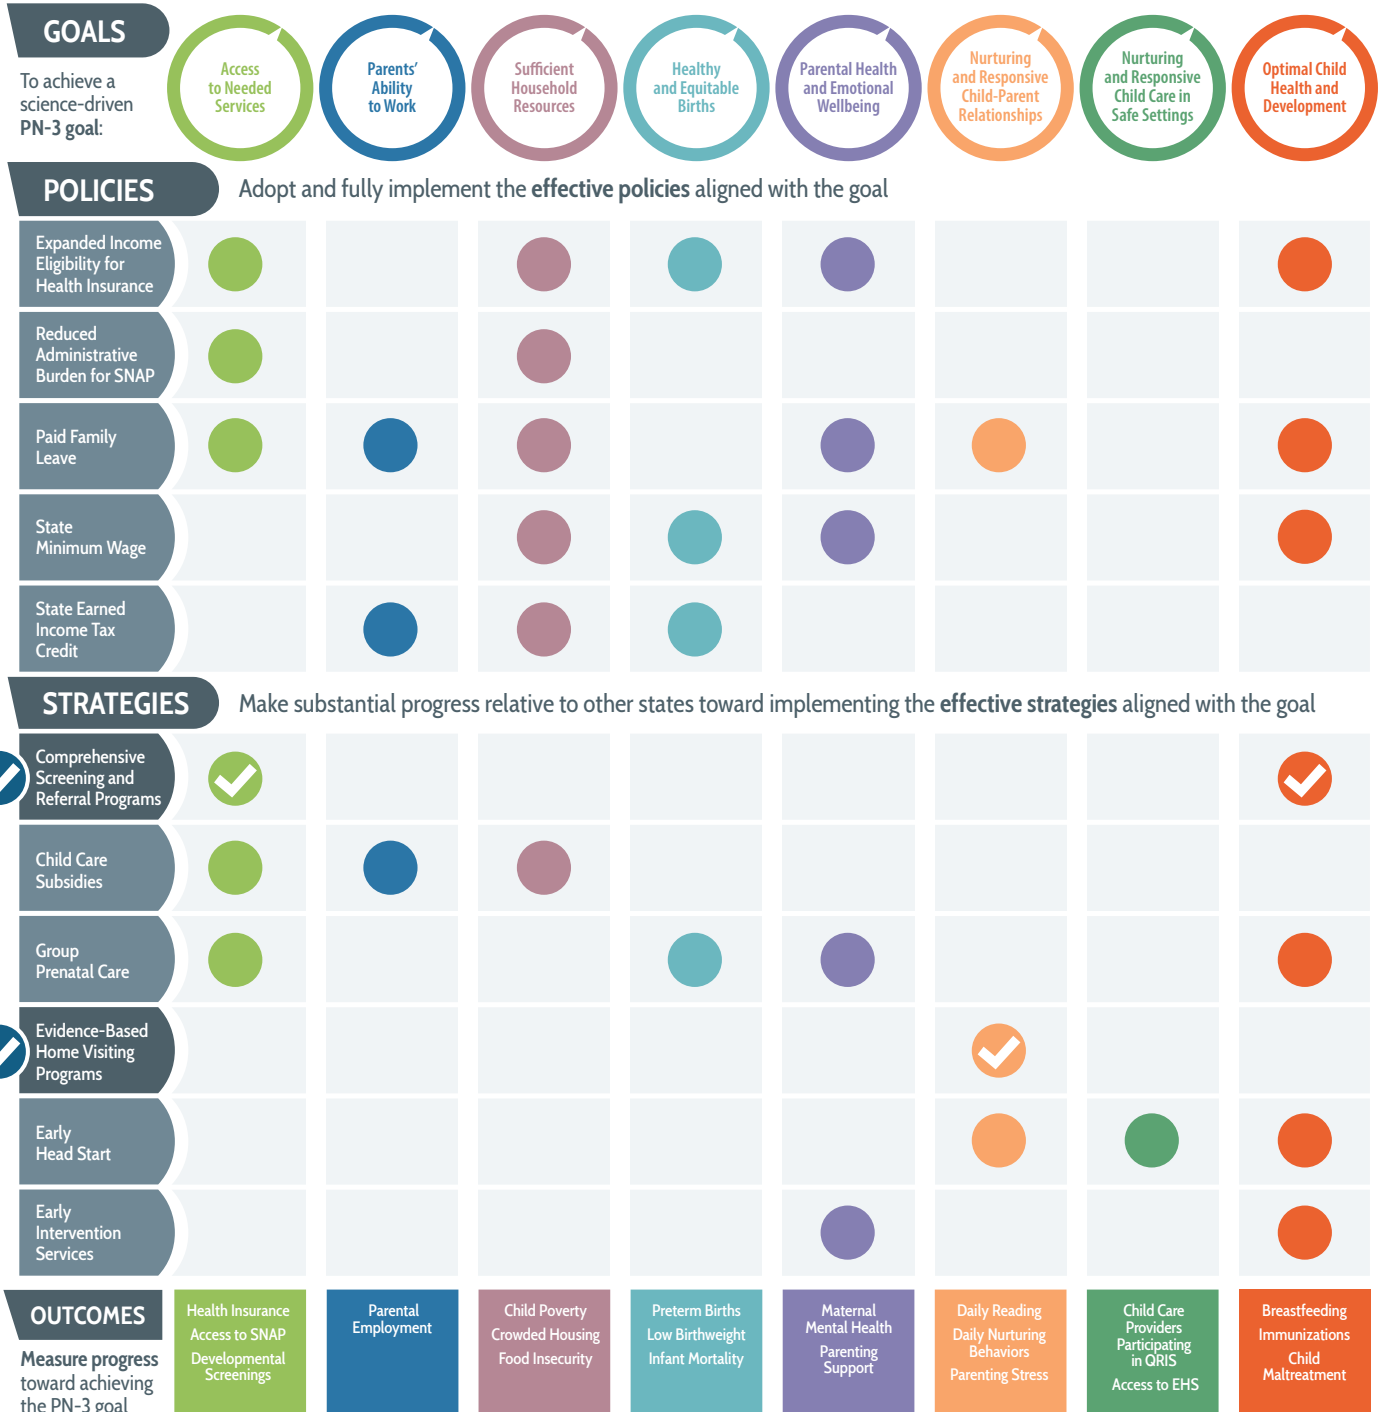 GOALS
To achieve a
science-driven
PN-3 goal:
Access
to Needed
Services
Parents’
Ability
to Work
Sufficient
Household
Resources
Healthy
and Equitable
Births
Parental Health
and Emotional
Wellbeing
Nurturing
and Responsive
Child-Parent
Relationships
Nurturing
and Responsive
Child Care in
Safe Settings
Optimal Child
Health and
Development
POLICIES
Adopt and fully implement the effective policies aligned with the goal
Expanded Income
Eligibility for
Health Insurance
Reduced
Administrative
Burden for SNAP
Paid Family
Leave
State
Minimum Wage
State Earned
Income Tax
Credit
STRATEGIES
Make substantial progress relative to other states toward implementing the effective strategies aligned with the goal
Comprehensive
Screening and
Referral Programs
Child Care
Subsidies
Group
Prenatal Care
Evidence-Based
Home Visiting
Programs
Early
Head Start
Early
Intervention
Services
OUTCOMES
Measure progress
toward achieving
the PN-3 goal
Health Insurance
Access to SNAP
Developmental
Screenings
Parental
Employment
Child Poverty
Crowded Housing
Food Insecurity
Preterm Births
Low Birthweight
Infant Mortality
Maternal
Mental Health
Parenting
Support
Daily Reading
Daily Nurturing
Behaviors
Parenting Stress
Child Care
Providers
Participating
in QRIS
Access to EHS
Breastfeeding
Immunizations
Child
Maltreatment